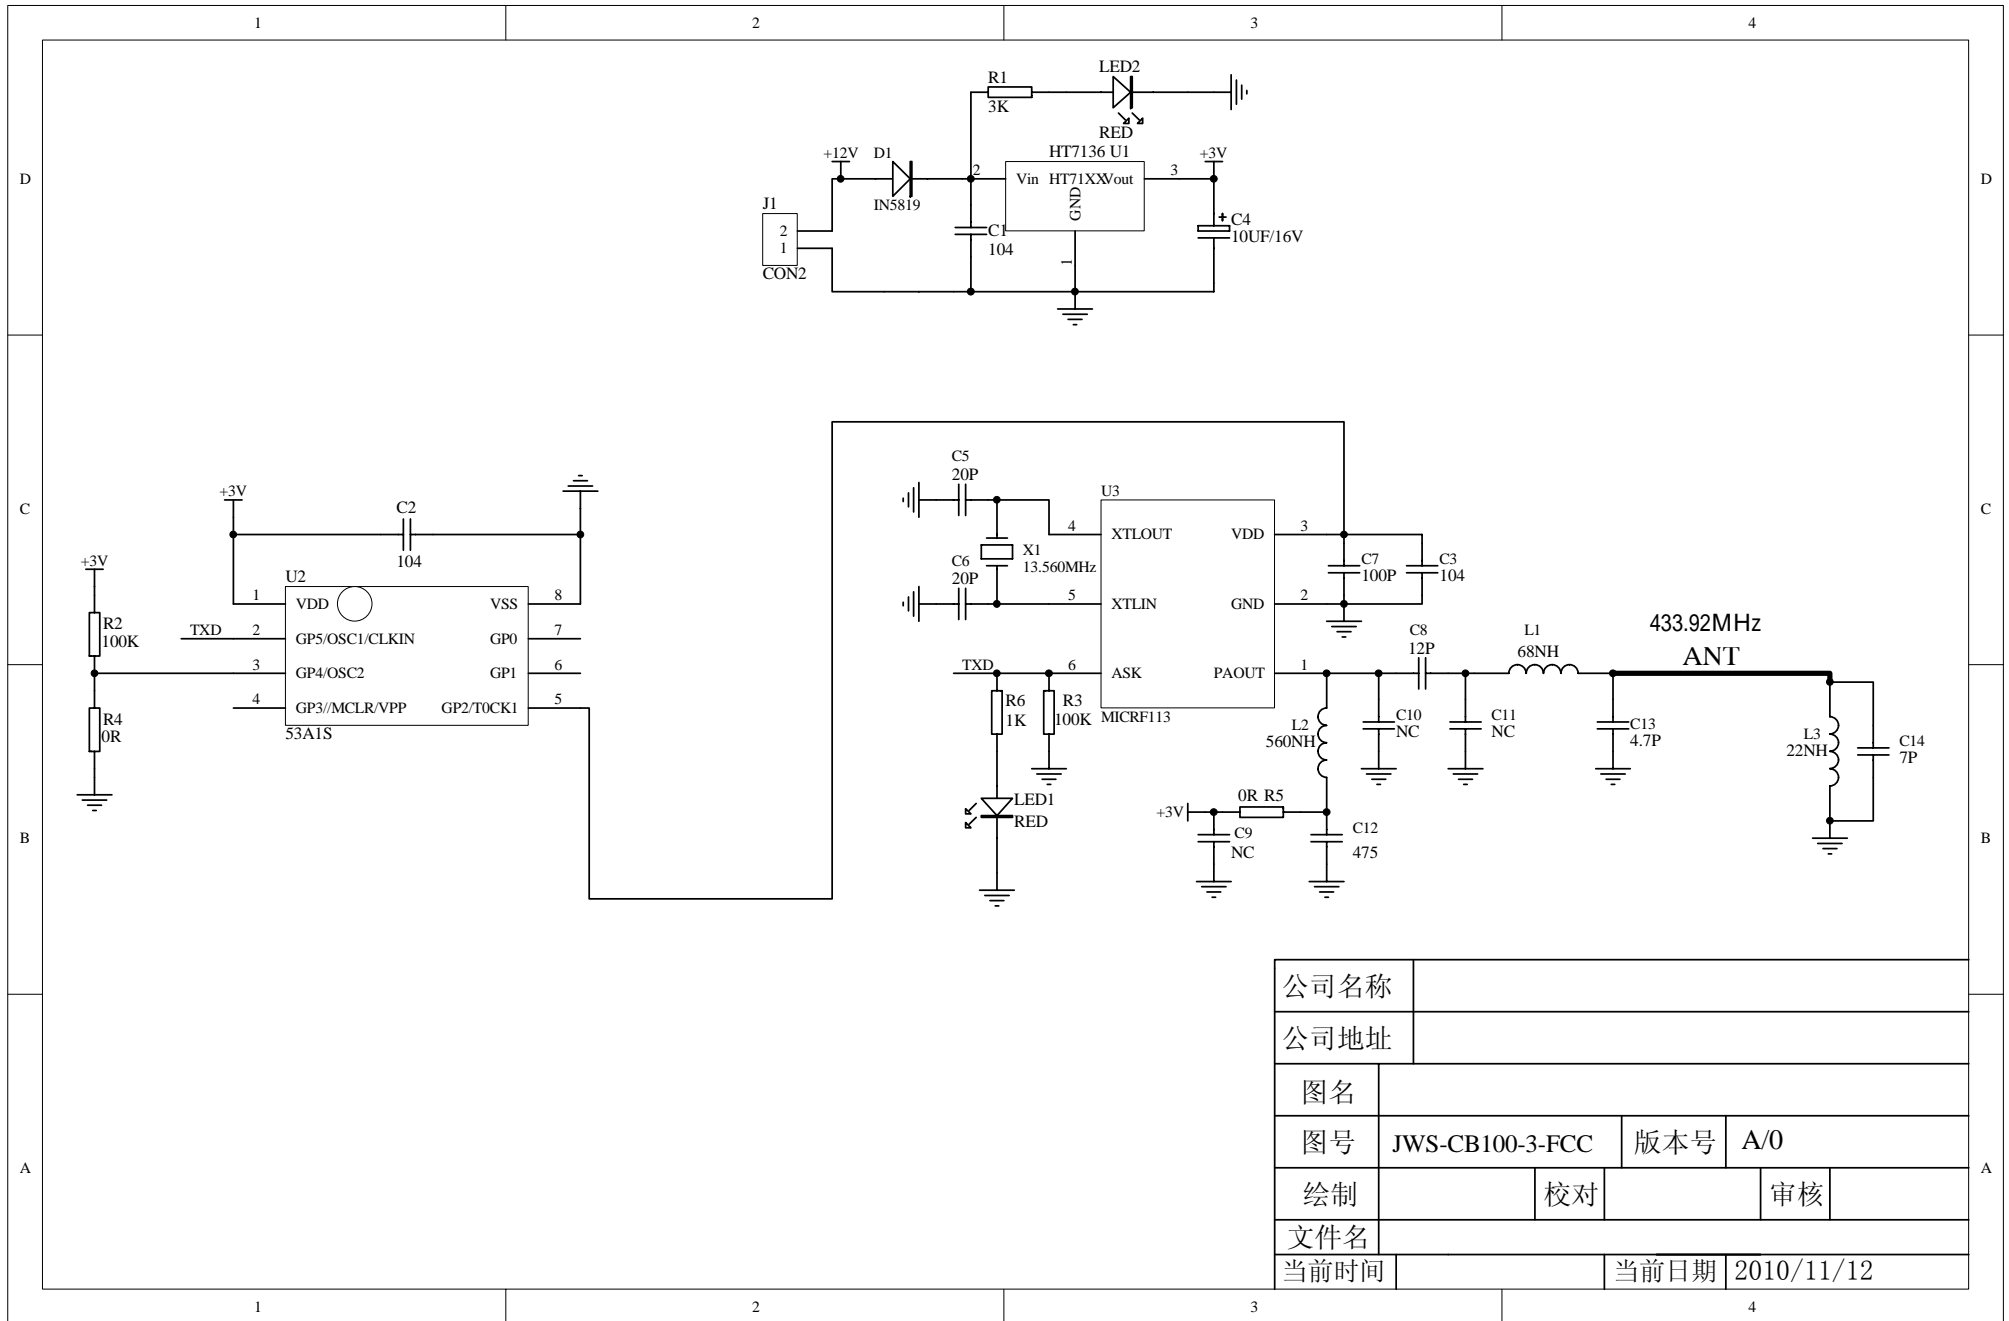 1 2 3 4
D
C
B
A
R1
3K
LED2
RED
+12V
D1
IN5819
HT7136 U1
2 Vin HT71XX Vout 3
GND
1
+3V
J1
2
1
CON2
C1
104
C4
10UF/16V
+3V
C2
104
+3V
R2
100K
R4
0R
U2
1 VDD VSS 8
TXD 2 GP5/OSC1/CLKIN GP0 7
3 GP4/OSC2 GP1 6
4 GP3//MCLR/VPP GP2/T0CK1 5
53A1S
C5
20P
C6
20P
X1
13.560MHz
U3
4 XTLOUT VDD 3
5 XTLIN GND 2
TXD 6 ASK PAOUT 1
MICRF113
C7
100P
C3
104
R6
1K
R3
100K
LED1
RED
L2
560NH
C10
NC
C8
12P
C11
NC
L1
68NH
433.92MHz
ANT
C13
4.7P
L3
22NH
C14
7P
+3V
0R R5
C9
NC
C12
475
公司名称
公司地址
图名
图号 JWS-CB100-3-FCC 版本号 A/0
绘制 校对 审核
文件名
当前时间 当前日期 2010/11/12
D
C
B
A
1 2 3 4